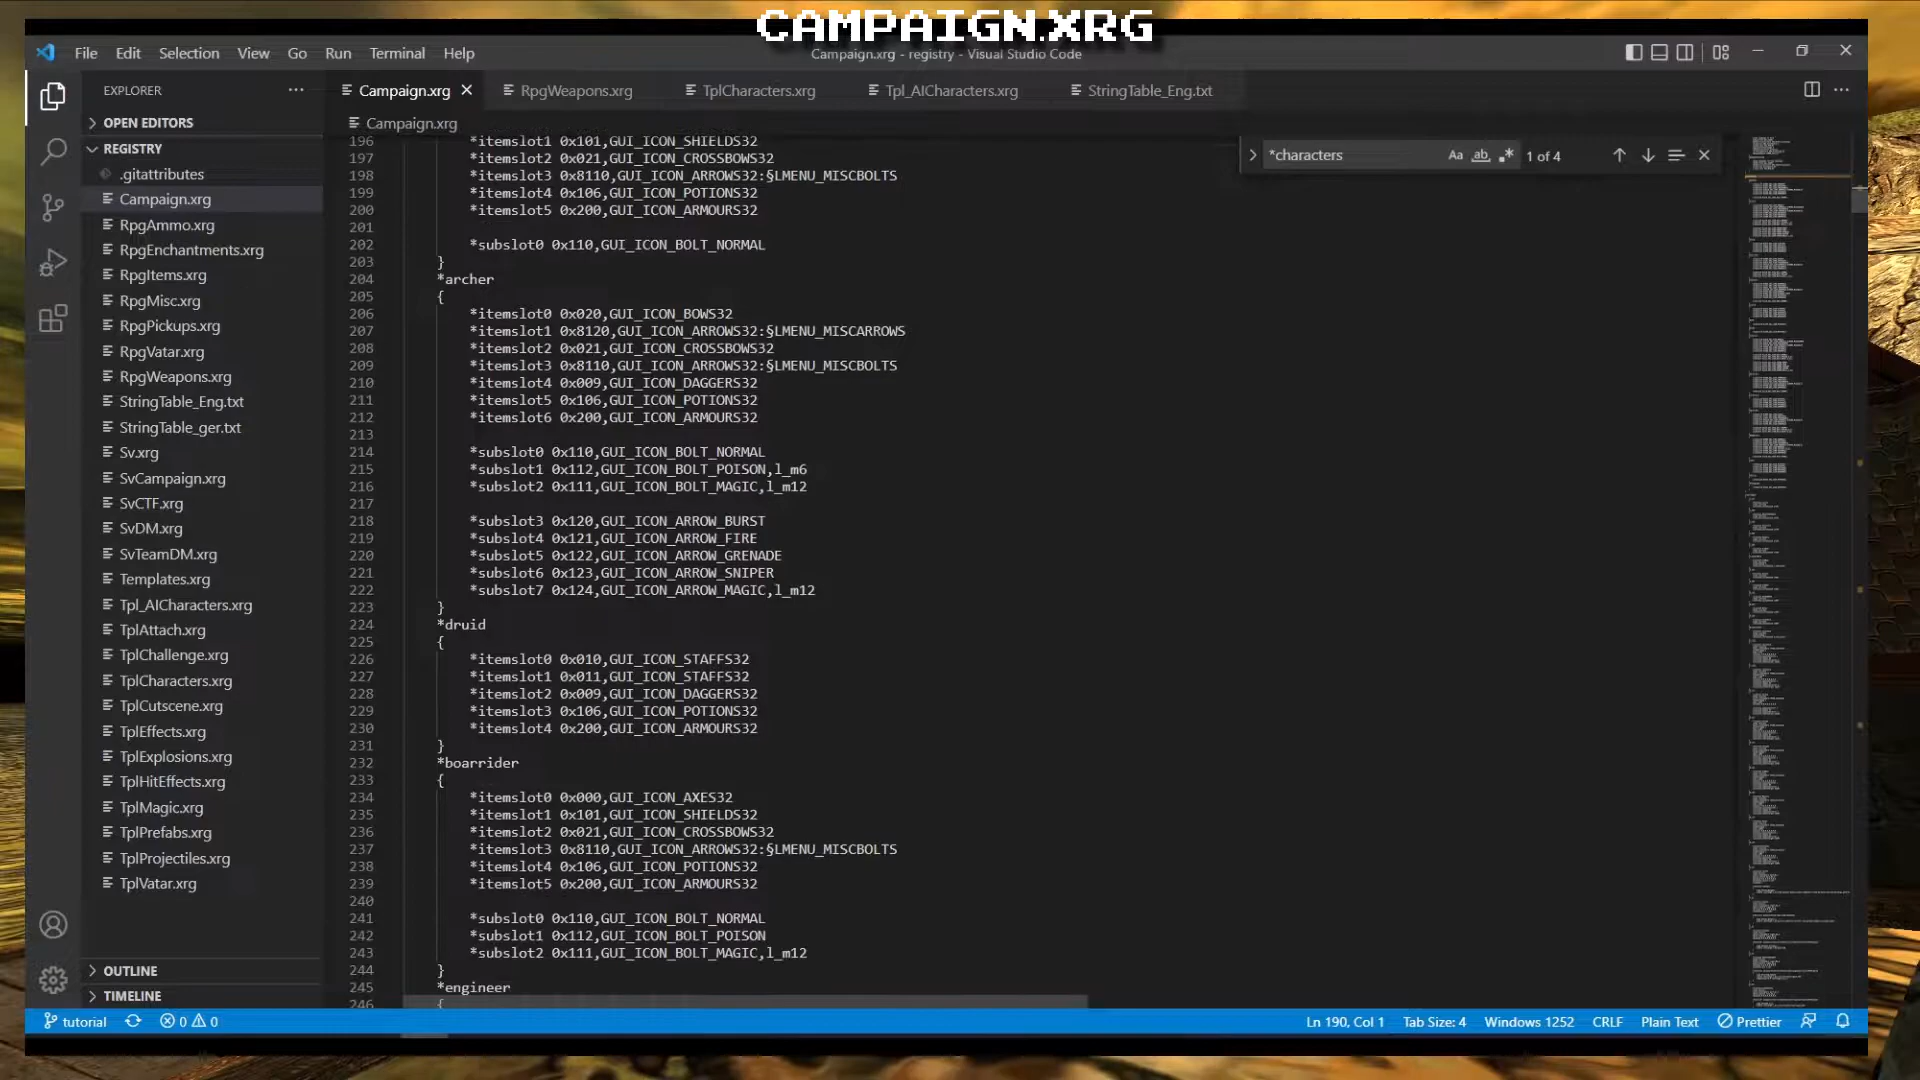 CAMPAIGN.XRG
File Edit Selection View Go Run Terminal Help
Campaign.xrg - registry - Visual Studio Code
EXPLORER
Campaign.xrg
RpgWeapons.xrg
TplCharacters.xrg
Tpl_AICharacters.xrg
StringTable_Eng.txt
OPEN EDITORS
REGISTRY
.gitattributes
Campaign.xrg
RpgAmmo.xrg
RpgEnchantments.xrg
RpgItems.xrg
RpgMisc.xrg
RpgPickups.xrg
RpgVatar.xrg
RpgWeapons.xrg
StringTable_Eng.txt
StringTable_ger.txt
Sv.xrg
SvCampaign.xrg
SvCTF.xrg
SvDM.xrg
SvTeamDM.xrg
Templates.xrg
Tpl_AICharacters.xrg
TplAttach.xrg
TplChallenge.xrg
TplCharacters.xrg
TplCutscene.xrg
TplEffects.xrg
TplExplosions.xrg
TplHitEffects.xrg
TplMagic.xrg
TplPrefabs.xrg
TplProjectiles.xrg
TplVatar.xrg
OUTLINE
TIMELINE
Campaign.xrg
*characters
Aa ab .* 1 of 4
196 *itemslot1 0x101,GUI_ICON_SHIELDS32
197 *itemslot2 0x021,GUI_ICON_CROSSBOWS32
198 *itemslot3 0x8110,GUI_ICON_ARROWS32:§LMENU_MISCBOLTS
199 *itemslot4 0x106,GUI_ICON_POTIONS32
200 *itemslot5 0x200,GUI_ICON_ARMOURS32
201
202 *subslot0 0x110,GUI_ICON_BOLT_NORMAL
203 }
204 *archer
205 {
206 *itemslot0 0x020,GUI_ICON_BOWS32
207 *itemslot1 0x8120,GUI_ICON_ARROWS32:§LMENU_MISCARROWS
208 *itemslot2 0x021,GUI_ICON_CROSSBOWS32
209 *itemslot3 0x8110,GUI_ICON_ARROWS32:§LMENU_MISCBOLTS
210 *itemslot4 0x009,GUI_ICON_DAGGERS32
211 *itemslot5 0x106,GUI_ICON_POTIONS32
212 *itemslot6 0x200,GUI_ICON_ARMOURS32
213
214 *subslot0 0x110,GUI_ICON_BOLT_NORMAL
215 *subslot1 0x112,GUI_ICON_BOLT_POISON,l_m6
216 *subslot2 0x111,GUI_ICON_BOLT_MAGIC,l_m12
217
218 *subslot3 0x120,GUI_ICON_ARROW_BURST
219 *subslot4 0x121,GUI_ICON_ARROW_FIRE
220 *subslot5 0x122,GUI_ICON_ARROW_GRENADE
221 *subslot6 0x123,GUI_ICON_ARROW_SNIPER
222 *subslot7 0x124,GUI_ICON_ARROW_MAGIC,l_m12
223 }
224 *druid
225 {
226 *itemslot0 0x010,GUI_ICON_STAFFS32
227 *itemslot1 0x011,GUI_ICON_STAFFS32
228 *itemslot2 0x009,GUI_ICON_DAGGERS32
229 *itemslot3 0x106,GUI_ICON_POTIONS32
230 *itemslot4 0x200,GUI_ICON_ARMOURS32
231 }
232 *boarrider
233 {
234 *itemslot0 0x000,GUI_ICON_AXES32
235 *itemslot1 0x101,GUI_ICON_SHIELDS32
236 *itemslot2 0x021,GUI_ICON_CROSSBOWS32
237 *itemslot3 0x8110,GUI_ICON_ARROWS32:§LMENU_MISCBOLTS
238 *itemslot4 0x106,GUI_ICON_POTIONS32
239 *itemslot5 0x200,GUI_ICON_ARMOURS32
240
241 *subslot0 0x110,GUI_ICON_BOLT_NORMAL
242 *subslot1 0x112,GUI_ICON_BOLT_POISON
243 *subslot2 0x111,GUI_ICON_BOLT_MAGIC,l_m12
244 }
245 *engineer
246 {
tutorial 0 0
Ln 190, Col 1 Tab Size: 4 Windows 1252 CRLF Plain Text Prettier